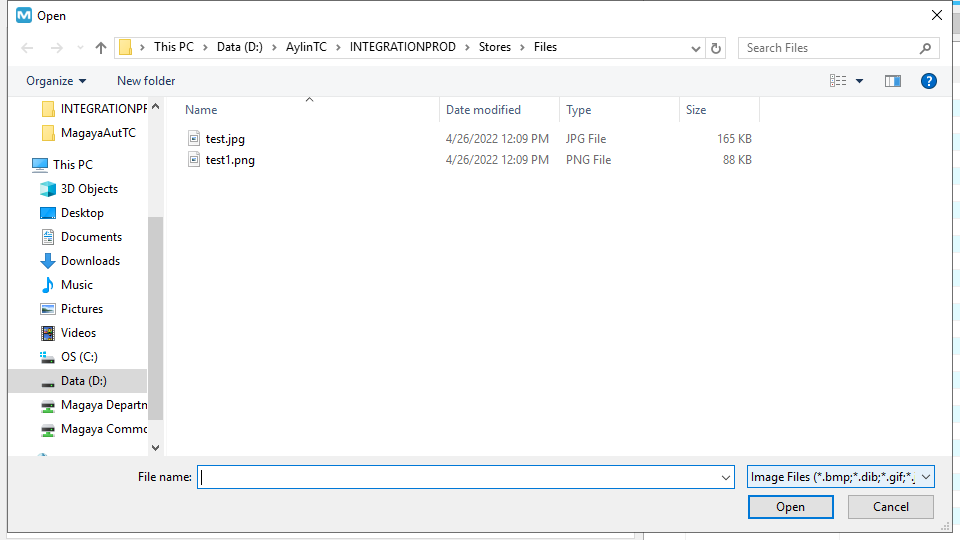 Open
This PC > Data (D:) > AylinTC > INTEGRATIONPROD > Stores > Files
Search Files
Organize
New folder
INTEGRATIONPR
MagayaAutTC
This PC
3D Objects
Desktop
Documents
Downloads
Music
Pictures
Videos
OS (C:)
Data (D:)
Magaya Departn
Magaya Commo
Name Date modified Type Size
test.jpg 4/26/2022 12:09 PM JPG File 165 KB
test1.png 4/26/2022 12:09 PM PNG File 88 KB
File name:
Image Files (*.bmp;*.dib;*.gif;*.
Open
Cancel